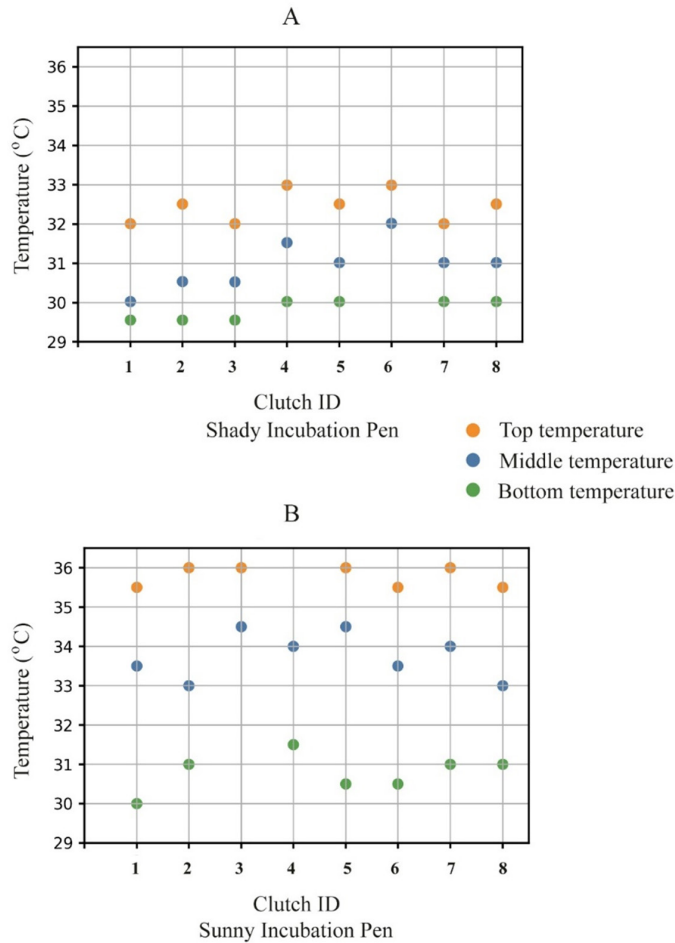 A
36
35
34
33
32
31
30
29
Temperature (°C)
1 2 3 4 5 6 7 8
Clutch ID
Shady Incubation Pen
Top temperature
Middle temperature
Bottom temperature
B
36
35
34
33
32
31
30
29
Temperature (°C)
1 2 3 4 5 6 7 8
Clutch ID
Sunny Incubation Pen